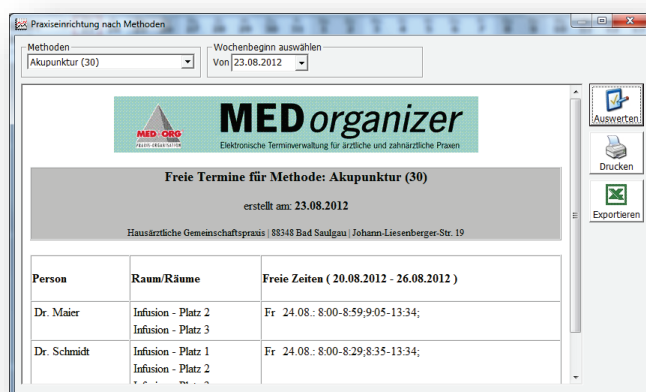 Praxiseinrichtung nach Methoden
Methoden
Akupunktur (30)
Wochenbeginn auswählen
Von 23.08.2012
Auswerten
Drucken
Exportieren
MED ORG
PRAXIS-ORGANISATION
MED organizer
Elektronische Terminverwaltung für ärztliche und zahnärztliche Praxen
Freie Termine für Methode: Akupunktur (30)
erstellt am: 23.08.2012
Hausärztliche Gemeinschaftspraxis | 88348 Bad Saulgau | Johann-Liesenberger-Str. 19
Person Raum/Räume Freie Zeiten ( 20.08.2012 - 26.08.2012 )
Dr. Maier Infusion - Platz 2 Fr 24.08.: 8:00-8:59;9:05-13:34;
Infusion - Platz 3
Dr. Schmidt Infusion - Platz 1 Fr 24.08.: 8:00-8:29;8:35-13:34;
Infusion - Platz 2